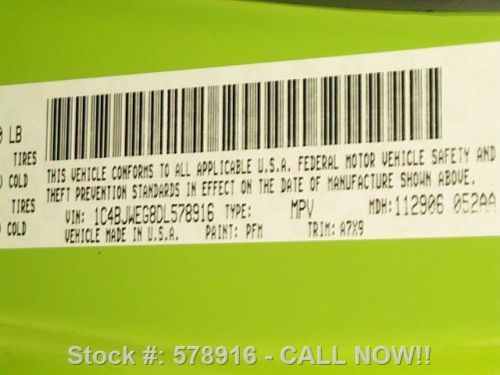 0 LB
TIRES
THIS VEHICLE CONFORMS TO ALL APPLICABLE U.S.A. FEDERAL MOTOR VEHICLE SAFETY AND
COLD
THEFT PREVENTION STANDARDS IN EFFECT ON THE DATE OF MANUFACTURE SHOWN ABOVE.
TIRES
VIN: 1C4BJWEG8DL578916 TYPE: MPV MDH: 112906 052AA
COLD
VEHICLE MADE IN U.S.A. PAINT: PFM TRIM: A7X9
Stock #: 578916 - CALL NOW!!